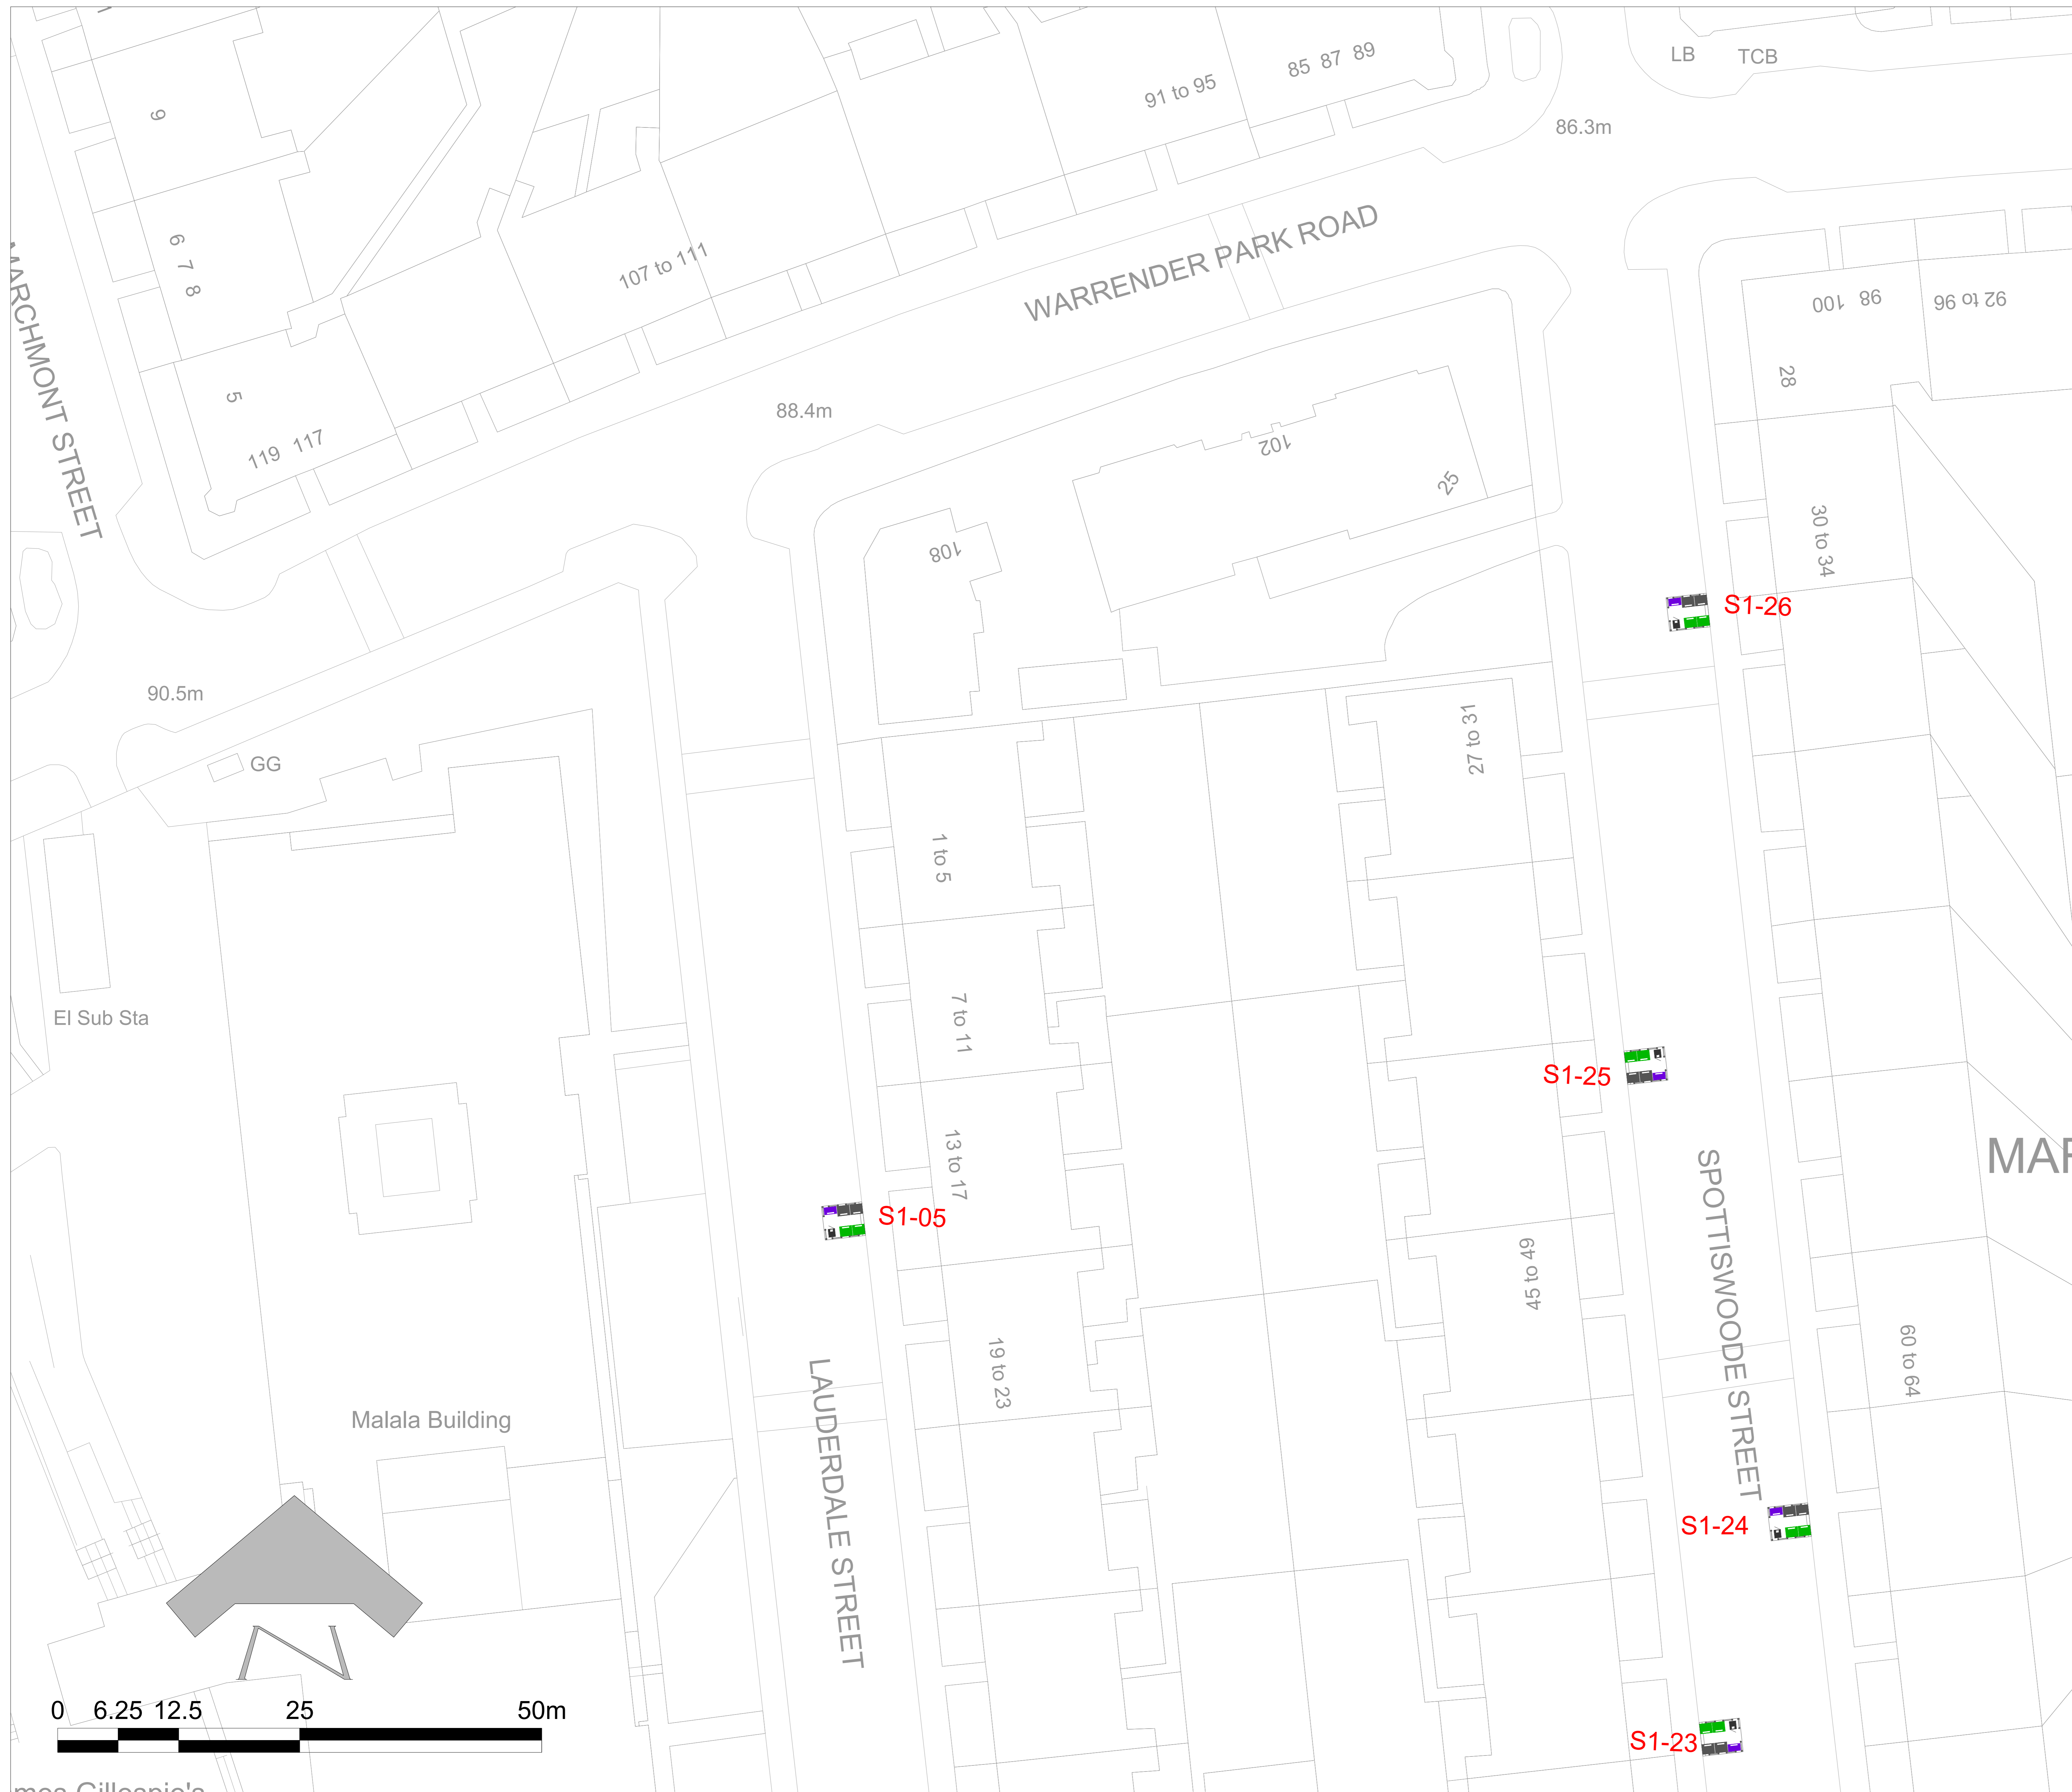 LB
TCB
85 87 89
91 to 95
9
86.3m
WARRENDER PARK ROAD
107 to 111
6
7
8
MARCHMONT STREET
100
98
92 to 96
28
5
88.4m
119
117
102
25
30 to 34
108
S1-26
90.5m
27 to 31
GG
1 to 5
El Sub Sta
7 to 11
S1-25
13 to 17
S1-05
SPOTTISWOODE STREET
MAR
45 to 49
19 to 23
60 to 64
Malala Building
LAUDERDALE STREET
S1-24
N
0 6.25 12.5 25 50m
S1-23
mes Gillespie's